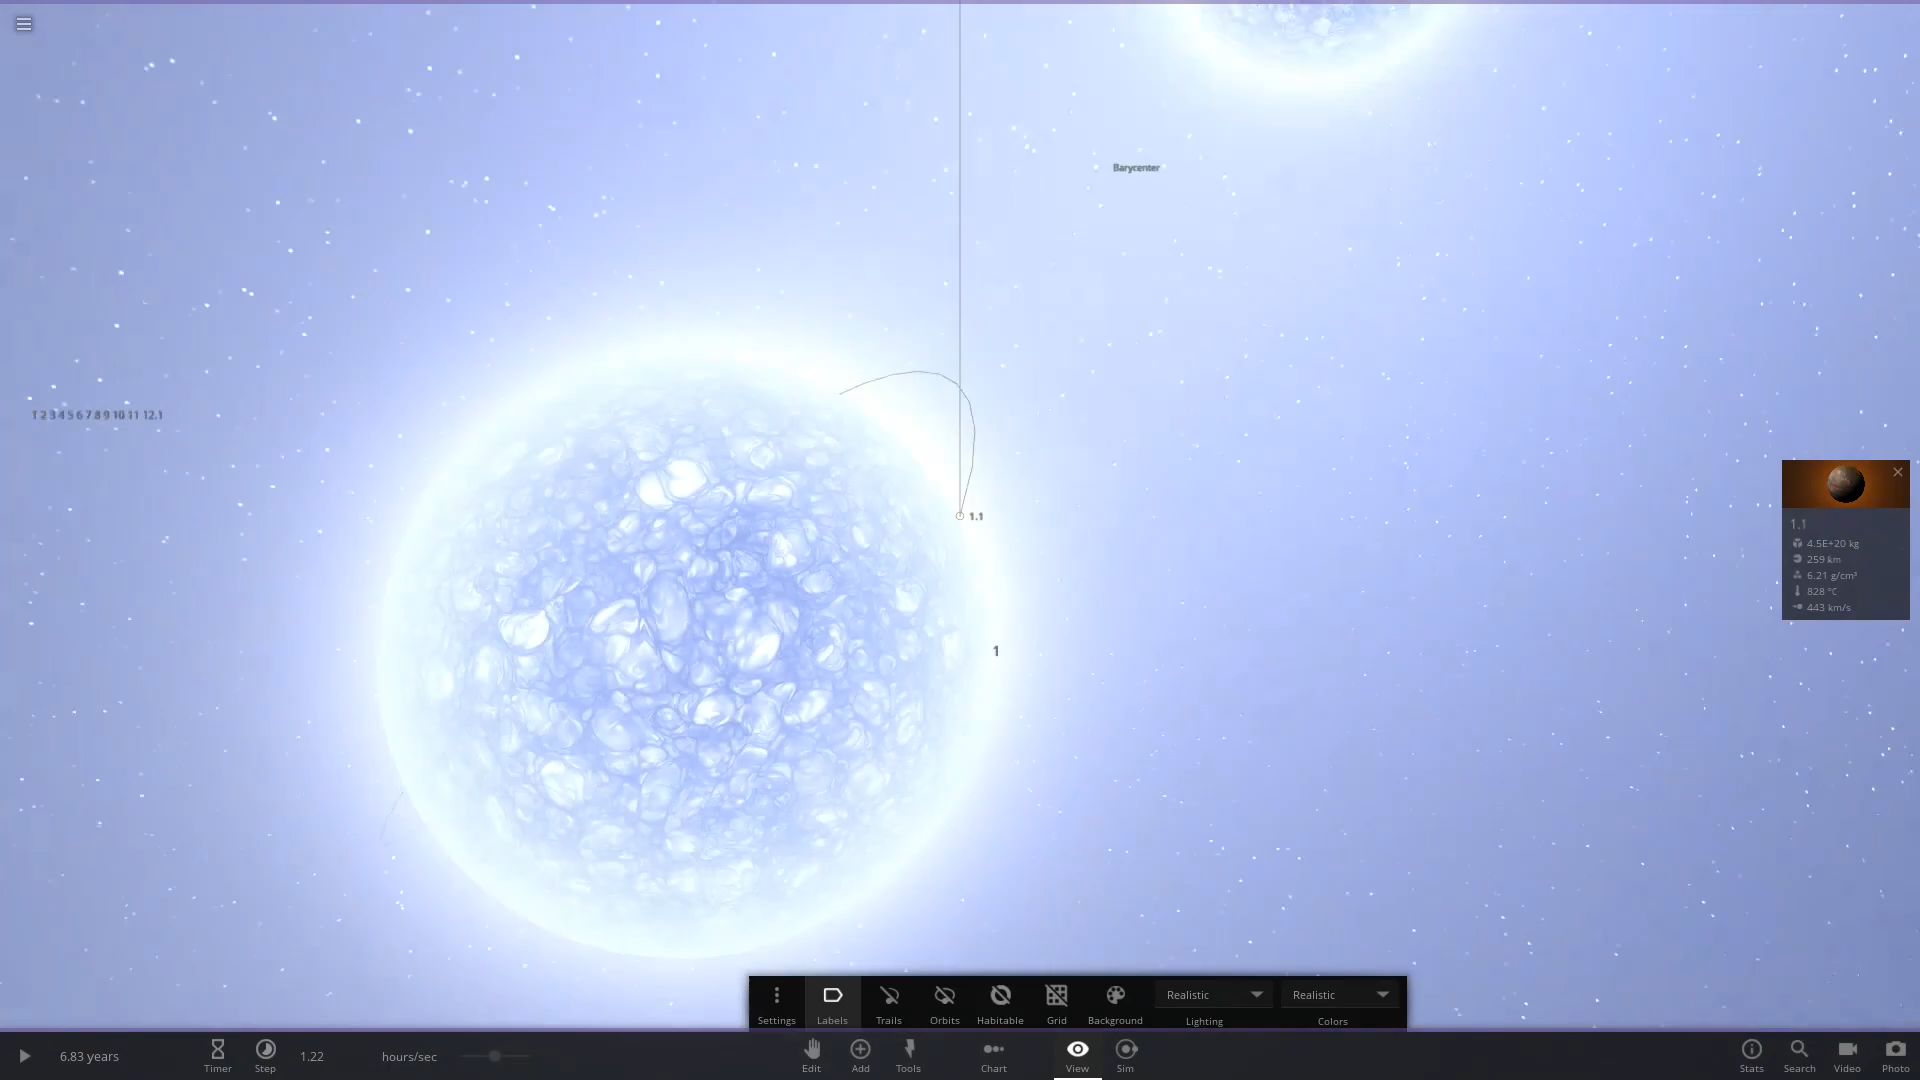 Barycenter
1 2 3 4 5 6 7 8 9 10 11 12.1
1.1
1
1.1
4.5E+20 kg
259 km
6.21 g/cm³
828 °C
443 km/s
Settings
Labels
Trails
Orbits
Habitable
Grid
Background
Realistic
Lighting
Realistic
Colors
6.83 years
Timer
Step
1.22
hours/sec
Edit
Add
Tools
Chart
View
Sim
Stats
Search
Video
Photo